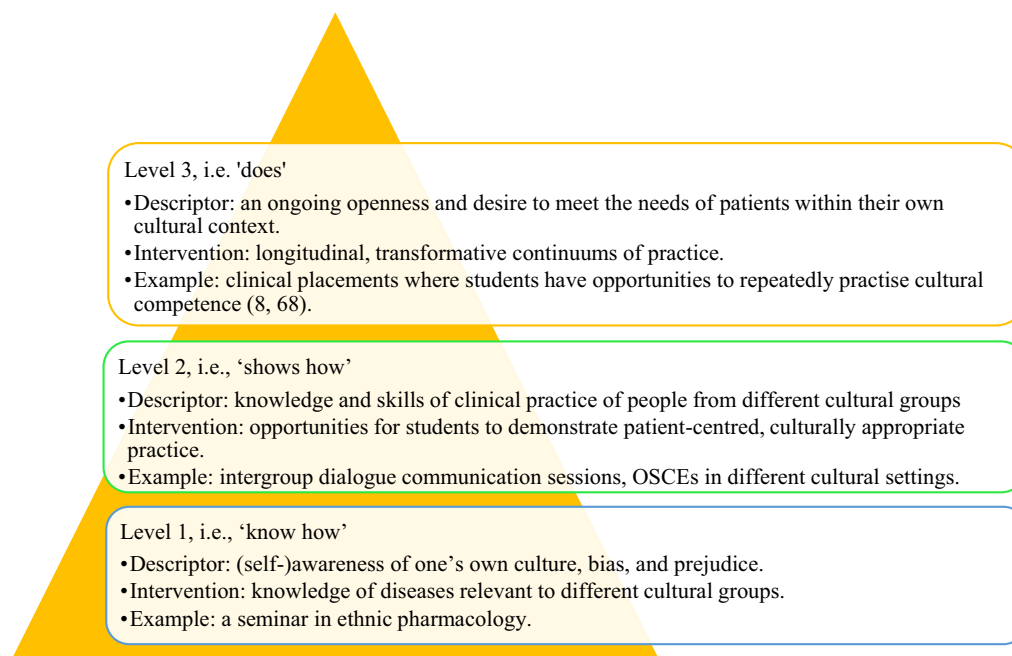 Level 3, i.e. 'does'
•Descriptor: an ongoing openness and desire to meet the needs of patients within their own
cultural context.
•Intervention: longitudinal, transformative continuums of practice.
•Example: clinical placements where students have opportunities to repeatedly practise cultural
competence (8, 68).
Level 2, i.e., ‘shows how’
•Descriptor: knowledge and skills of clinical practice of people from different cultural groups
•Intervention: opportunities for students to demonstrate patient-centred, culturally appropriate
practice.
•Example: intergroup dialogue communication sessions, OSCEs in different cultural settings.
Level 1, i.e., ‘know how’
•Descriptor: (self-)awareness of one’s own culture, bias, and prejudice.
•Intervention: knowledge of diseases relevant to different cultural groups.
•Example: a seminar in ethnic pharmacology.